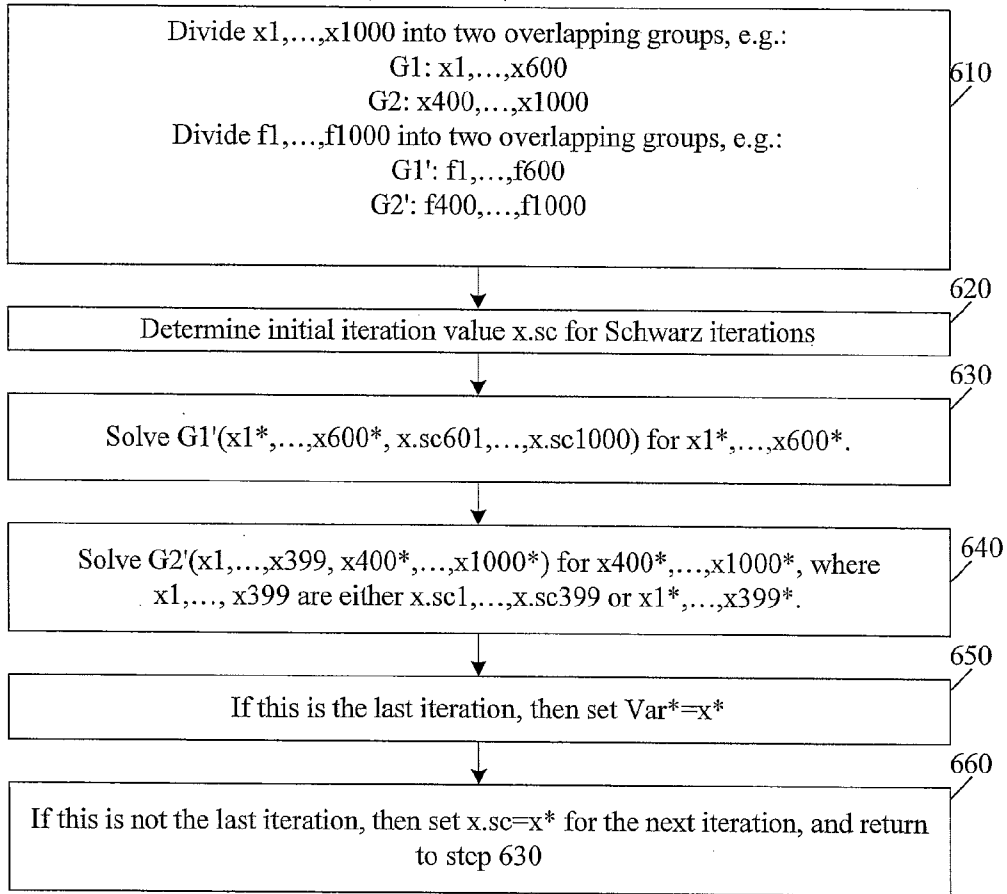 Divide x1,…,x1000 into two overlapping groups, e.g.:
G1: x1,…,x600
G2: x400,…,x1000
Divide f1,…,f1000 into two overlapping groups, e.g.:
G1': f1,…,f600
G2': f400,…,f1000
610
620
Determine initial iteration value x.sc for Schwarz iterations
630
Solve G1'(x1*,…,x600*, x.sc601,…,x.sc1000) for x1*,…,x600*.
640
Solve G2'(x1,…,x399, x400*,…,x1000*) for x400*,…,x1000*, where
x1,…, x399 are either x.sc1,…,x.sc399 or x1*,…,x399*.
650
If this is the last iteration, then set Var*=x*
660
If this is not the last iteration, then set x.sc=x* for the next iteration, and return
to step 630